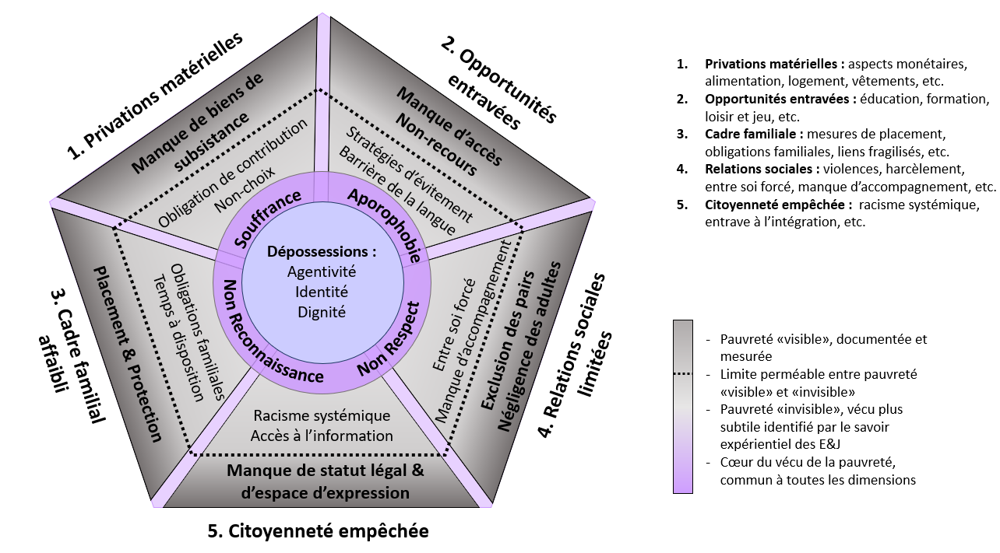 1. Privations matérielles
Manque de biens de
subsistance
Obligation de contribution
Non-choix
2. Opportunités
entravées
Manque d'accès
Non-recours
Stratégies d'évitement
Barrière de la langue
3. Cadre familial
affaibli
Placement & Protection
Obligations familiales
Temps à disposition
4. Relations sociales
limitées
Exclusion des pairs
Négligence des adultes
Entre soi forcé
Manque d'accompagnement
Racisme systémique
Accès à l'information
Manque de statut légal &
d'espace d'expression
5. Citoyenneté empêchée
Souffrance
Aporophobie
Non Reconnaissance
Non Respect
Dépossessions :
Agentivité
Identité
Dignité
1. Privations matérielles : aspects monétaires,
alimentation, logement, vêtements, etc.
2. Opportunités entravées : éducation, formation,
loisir et jeu, etc.
3. Cadre familiale : mesures de placement,
obligations familiales, liens fragilisés, etc.
4. Relations sociales : violences, harcèlement,
entre soi forcé, manque d'accompagnement, etc.
5. Citoyenneté empêchée : racisme systémique,
entrave à l'intégration, etc.
- Pauvreté «visible», documentée et
mesurée
- Limite perméable entre pauvreté
«visible» et «invisible»
- Pauvreté «invisible», vécu plus
subtile identifié par le savoir
expérientiel des E&J
- Cœur du vécu de la pauvreté,
commun à toutes les dimensions